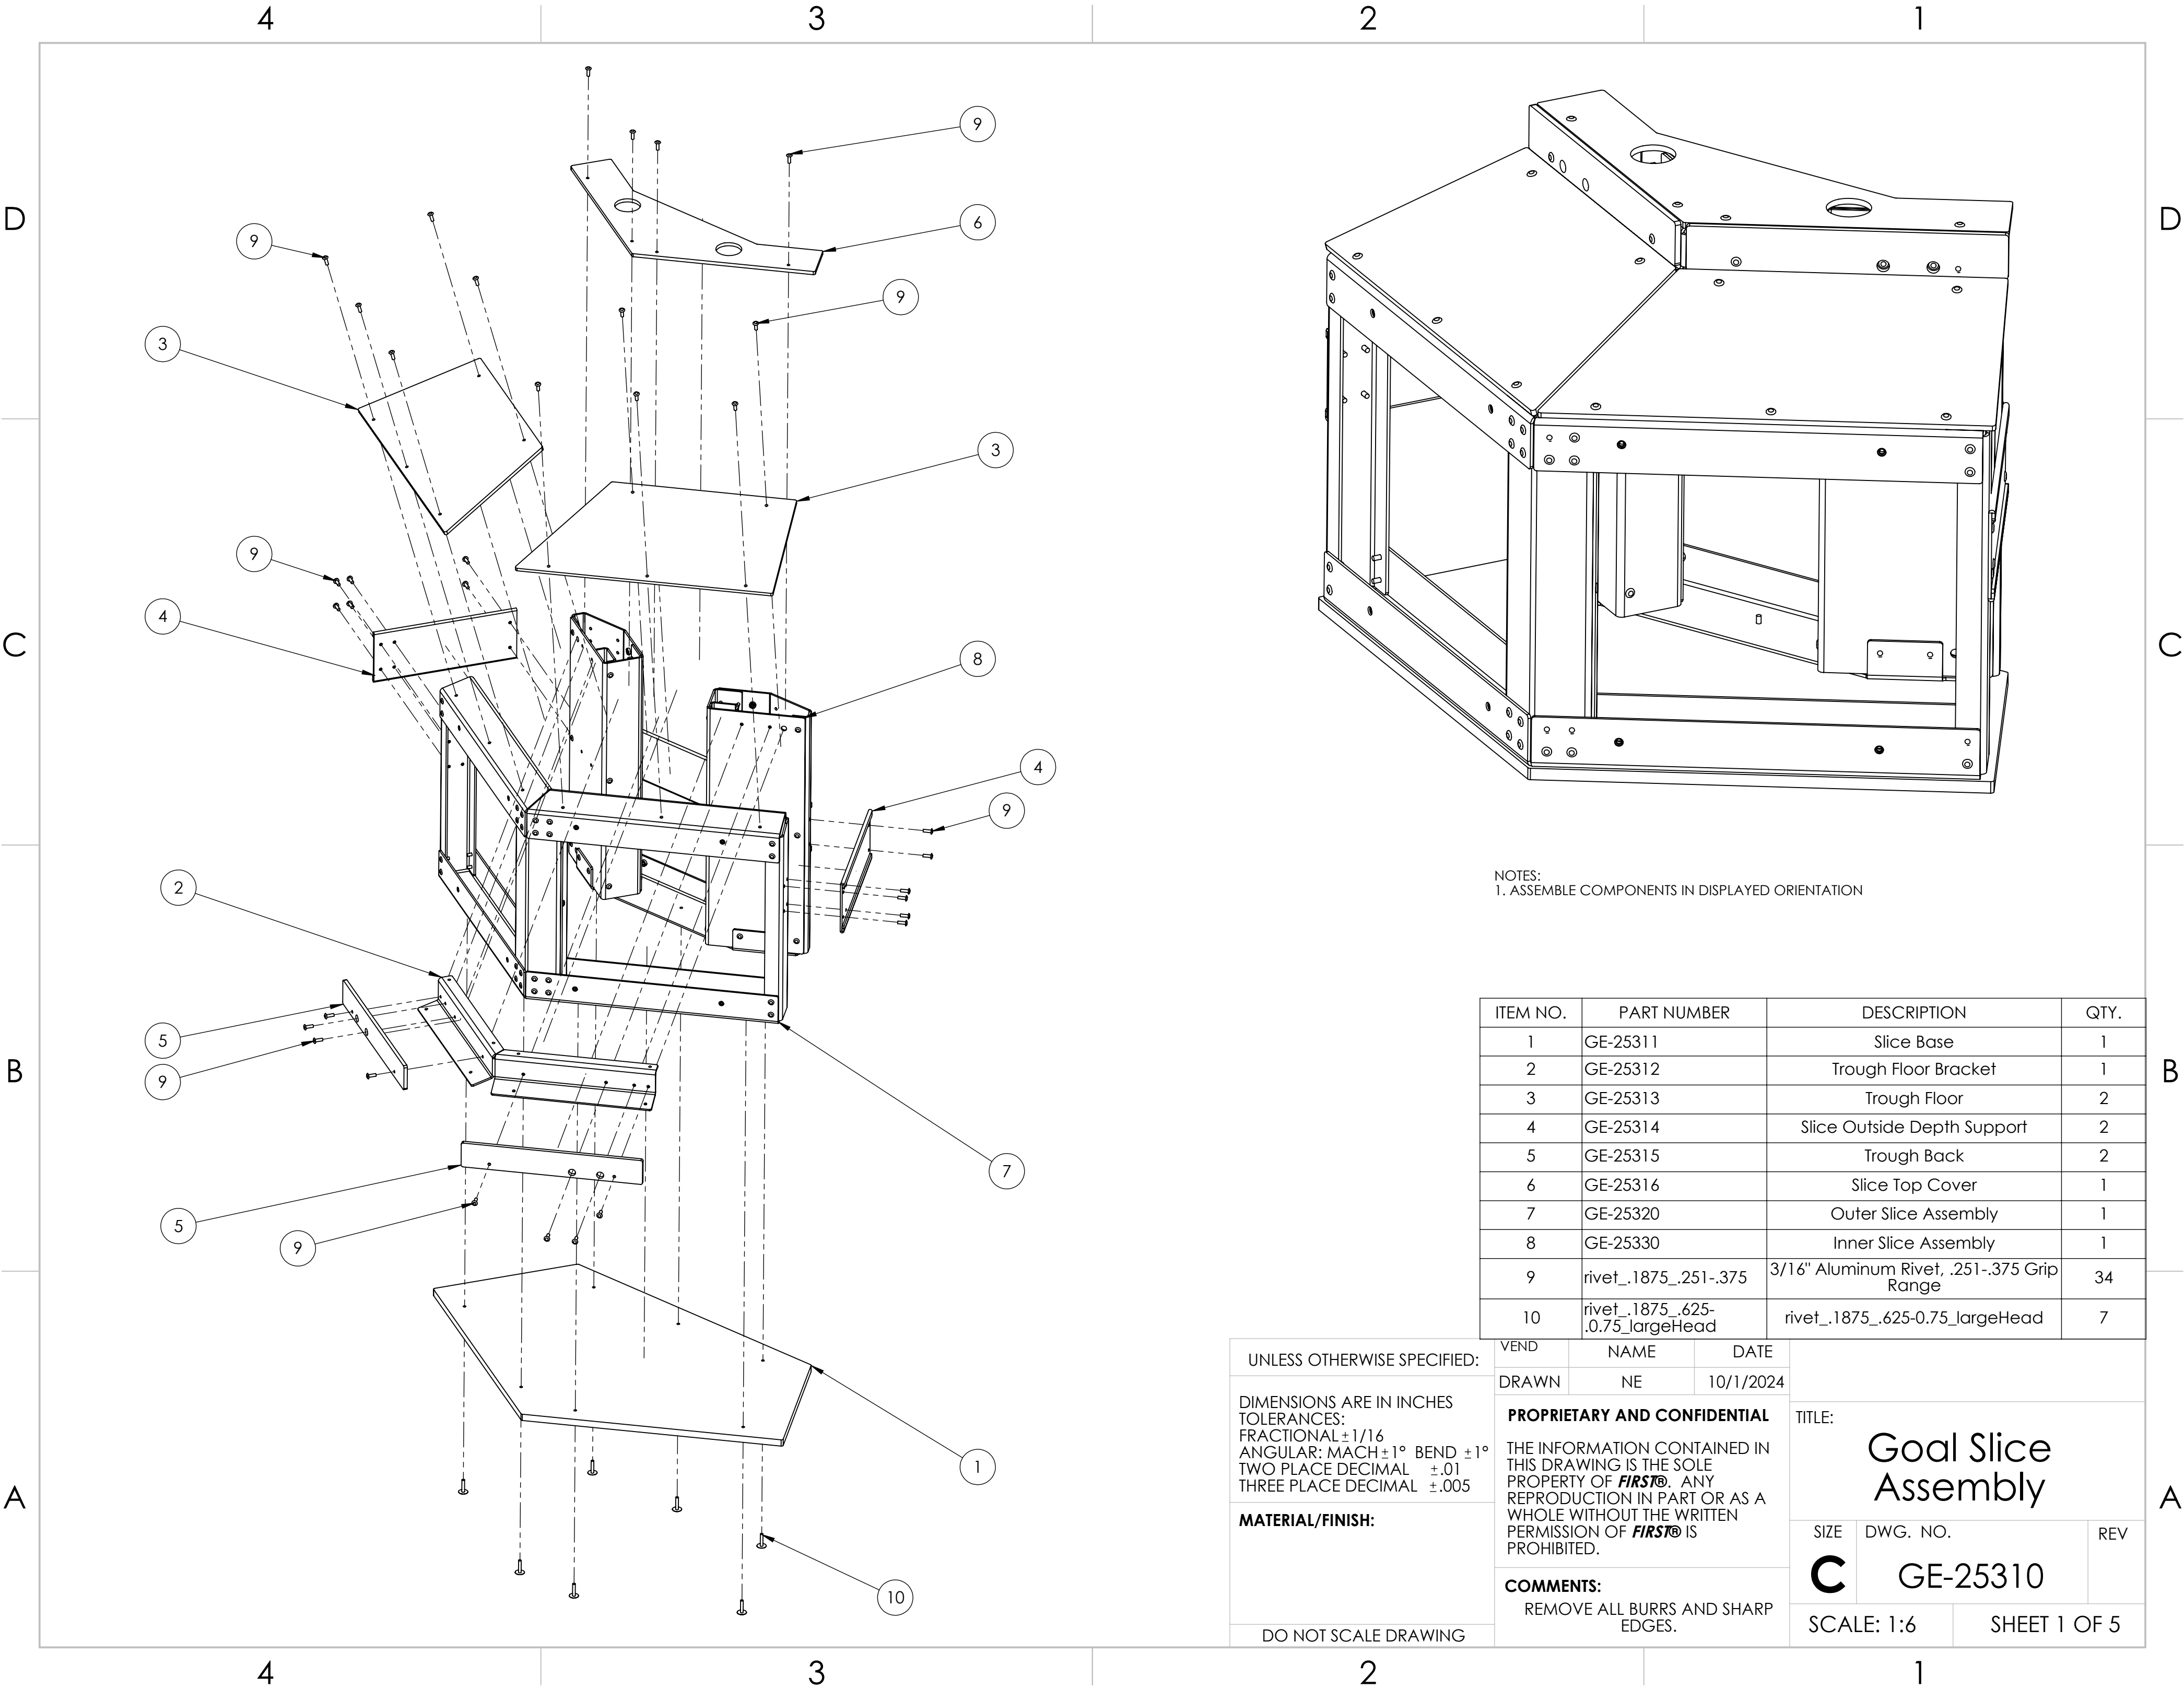 4 3 2 1
D D
C C
B B
A A
9
6
9
9
3
3
9
4
8
4
9
2
5
9
7
5
9
1
10
NOTES:
1. ASSEMBLE COMPONENTS IN DISPLAYED ORIENTATION
ITEM NO. PART NUMBER DESCRIPTION QTY.
1 GE-25311 Slice Base 1
2 GE-25312 Trough Floor Bracket 1
3 GE-25313 Trough Floor 2
4 GE-25314 Slice Outside Depth Support 2
5 GE-25315 Trough Back 2
6 GE-25316 Slice Top Cover 1
7 GE-25320 Outer Slice Assembly 1
8 GE-25330 Inner Slice Assembly 1
9 rivet_.1875_.251-.375 3/16" Aluminum Rivet, .251-.375 Grip
Range 34
10 rivet_.1875_.625-
.0.75_largeHead rivet_.1875_.625-0.75_largeHead 7
UNLESS OTHERWISE SPECIFIED:
DIMENSIONS ARE IN INCHES
TOLERANCES:
FRACTIONAL ±1/16
ANGULAR: MACH ±1° BEND ±1°
TWO PLACE DECIMAL ±.01
THREE PLACE DECIMAL ±.005
MATERIAL/FINISH:
DO NOT SCALE DRAWING
VEND NAME DATE
DRAWN NE 10/1/2024
PROPRIETARY AND CONFIDENTIAL
THE INFORMATION CONTAINED IN
THIS DRAWING IS THE SOLE
PROPERTY OF FIRST®. ANY
REPRODUCTION IN PART OR AS A
WHOLE WITHOUT THE WRITTEN
PERMISSION OF FIRST® IS
PROHIBITED.
COMMENTS:
REMOVE ALL BURRS AND SHARP
EDGES.
TITLE:
Goal Slice
Assembly
SIZE DWG. NO. REV
C GE-25310
SCALE: 1:6 SHEET 1 OF 5
4 3 2 1